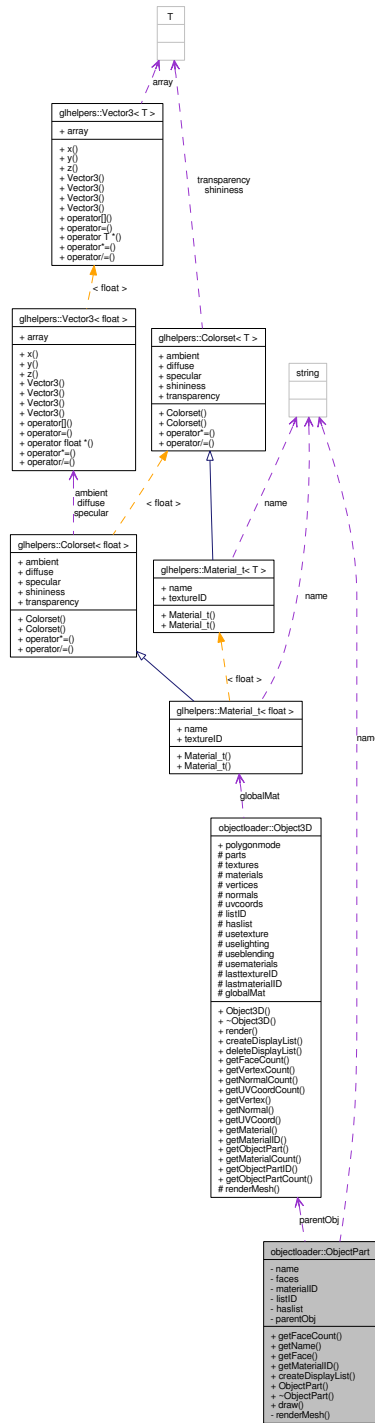 T
array
glhelpers::Vector3< T >
+ array
+ x()
+ y()
+ z()
+ Vector3()
+ Vector3()
+ Vector3()
+ Vector3()
+ operator[]()
+ operator=()
+ operator T *()
+ operator*=()
+ operator/=()
transparency
shininess
< float >
glhelpers::Vector3< float >
+ array
+ x()
+ y()
+ z()
+ Vector3()
+ Vector3()
+ Vector3()
+ Vector3()
+ operator[]()
+ operator=()
+ operator float *()
+ operator*=()
+ operator/=()
glhelpers::Colorset< T >
+ ambient
+ diffuse
+ specular
+ shininess
+ transparency
+ Colorset()
+ Colorset()
+ operator*=()
+ operator/=()
string
ambient
diffuse
specular
< float >
name
glhelpers::Colorset< float >
+ ambient
+ diffuse
+ specular
+ shininess
+ transparency
+ Colorset()
+ Colorset()
+ operator*=()
+ operator/=()
glhelpers::Material_t< T >
+ name
+ textureID
+ Material_t()
+ Material_t()
name
< float >
glhelpers::Material_t< float >
+ name
+ textureID
+ Material_t()
+ Material_t()
name
globalMat
objectloader::Object3D
+ polygonmode
# parts
# textures
# materials
# vertices
# normals
# uvcoords
# listID
# haslist
# usetexture
# uselighting
# useblending
# usematerials
# lasttextureID
# lastmaterialID
# globalMat
+ Object3D()
+ ~Object3D()
+ render()
+ createDisplayList()
+ deleteDisplayList()
+ getFaceCount()
+ getVertexCount()
+ getNormalCount()
+ getUVCoordCount()
+ getVertex()
+ getNormal()
+ getUVCoord()
+ getMaterial()
+ getMaterialID()
+ getObjectPart()
+ getMaterialCount()
+ getObjectPartID()
+ getObjectPartCount()
# renderMesh()
parentObj
objectloader::ObjectPart
- name
- faces
- materialID
- listID
- haslist
- parentObj
+ getFaceCount()
+ getName()
+ getFace()
+ getMaterialID()
+ createDisplayList()
+ ObjectPart()
+ ~ObjectPart()
+ draw()
- renderMesh()